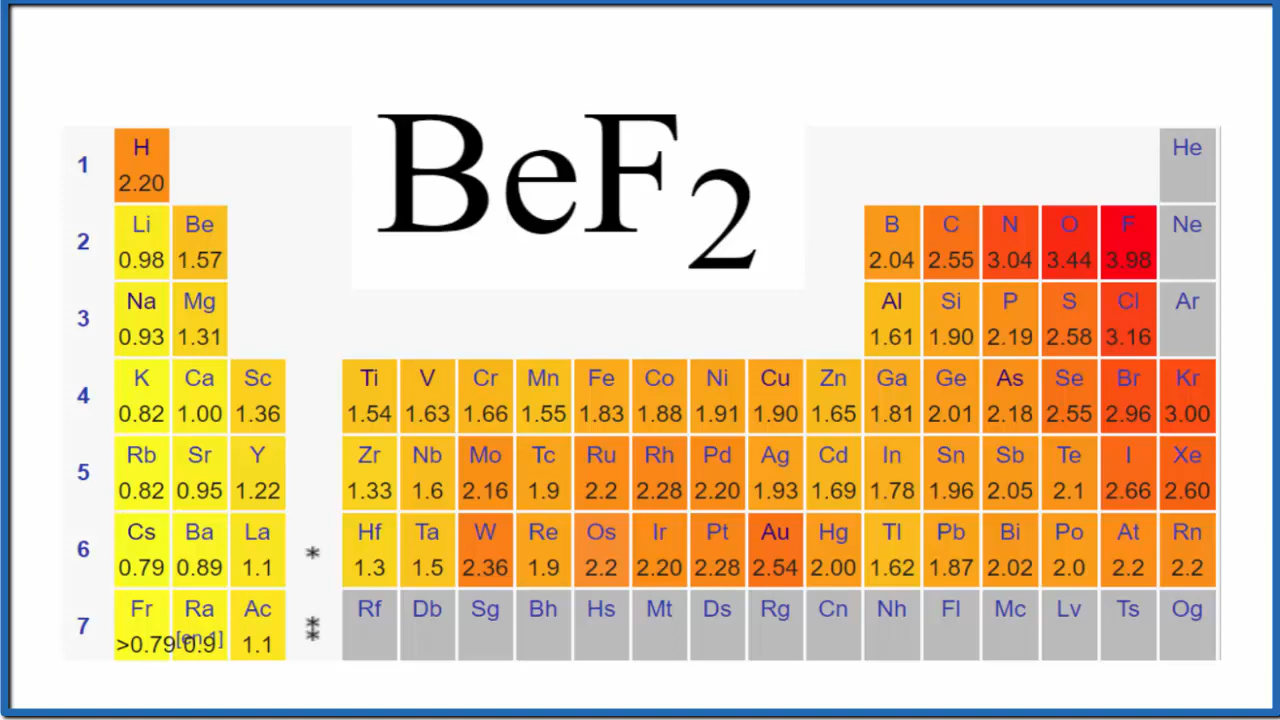 BeF2
1 H He
2.20
2 Li Be B C N O F Ne
0.98 1.57 2.04 2.55 3.04 3.44 3.98
3 Na Mg Al Si P S Cl Ar
0.93 1.31 1.61 1.90 2.19 2.58 3.16
4 K Ca Sc Ti V Cr Mn Fe Co Ni Cu Zn Ga Ge As Se Br Kr
0.82 1.00 1.36 1.54 1.63 1.66 1.55 1.83 1.88 1.91 1.90 1.65 1.81 2.01 2.18 2.55 2.96 3.00
5 Rb Sr Y Zr Nb Mo Tc Ru Rh Pd Ag Cd In Sn Sb Te I Xe
0.82 0.95 1.22 1.33 1.6 2.16 1.9 2.2 2.28 2.20 1.93 1.69 1.78 1.96 2.05 2.1 2.66 2.60
6 Cs Ba La * Hf Ta W Re Os Ir Pt Au Hg Tl Pb Bi Po At Rn
0.79 0.89 1.1 1.3 1.5 2.36 1.9 2.2 2.20 2.28 2.54 2.00 1.62 1.87 2.02 2.0 2.2 2.2
7 Fr Ra Ac ** Rf Db Sg Bh Hs Mt Ds Rg Cn Nh Fl Mc Lv Ts Og
>0.79 [en 1] 0.9 1.1